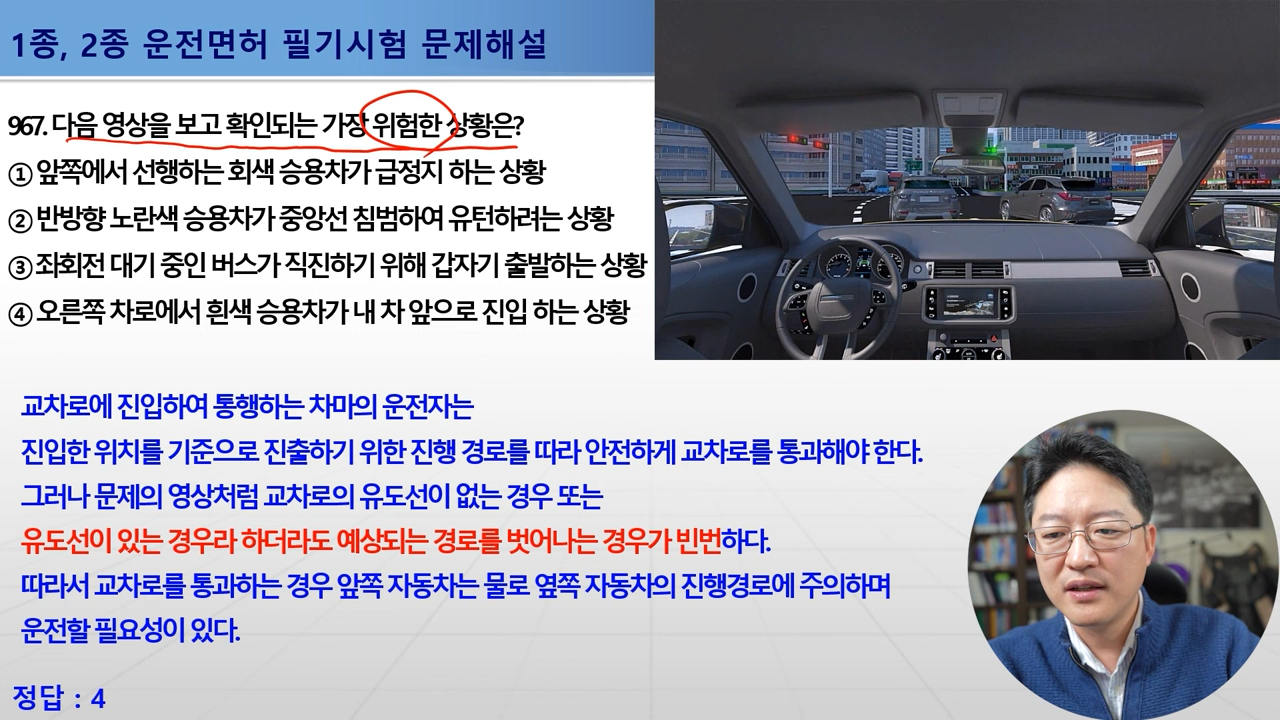 1종, 2종 운전면허 필기시험 문제해설
967. 다음 영상을 보고 확인되는 가장 위험한 상황은?
① 앞쪽에서 선행하는 회색 승용차가 급정지 하는 상황
② 반방향 노란색 승용차가 중앙선 침범하여 유턴하려는 상황
③ 좌회전 대기 중인 버스가 직진하기 위해 갑자기 출발하는 상황
④ 오른쪽 차로에서 흰색 승용차가 내 차 앞으로 진입 하는 상황
교차로에 진입하여 통행하는 차마의 운전자는
진입한 위치를 기준으로 진출하기 위한 진행 경로를 따라 안전하게 교차로를 통과해야 한다.
그러나 문제의 영상처럼 교차로의 유도선이 없는 경우 또는
유도선이 있는 경우라 하더라도 예상되는 경로를 벗어나는 경우가 빈번하다.
따라서 교차로를 통과하는 경우 앞쪽 자동차는 물로 옆쪽 자동차의 진행경로에 주의하며
운전할 필요성이 있다.
정답 : 4